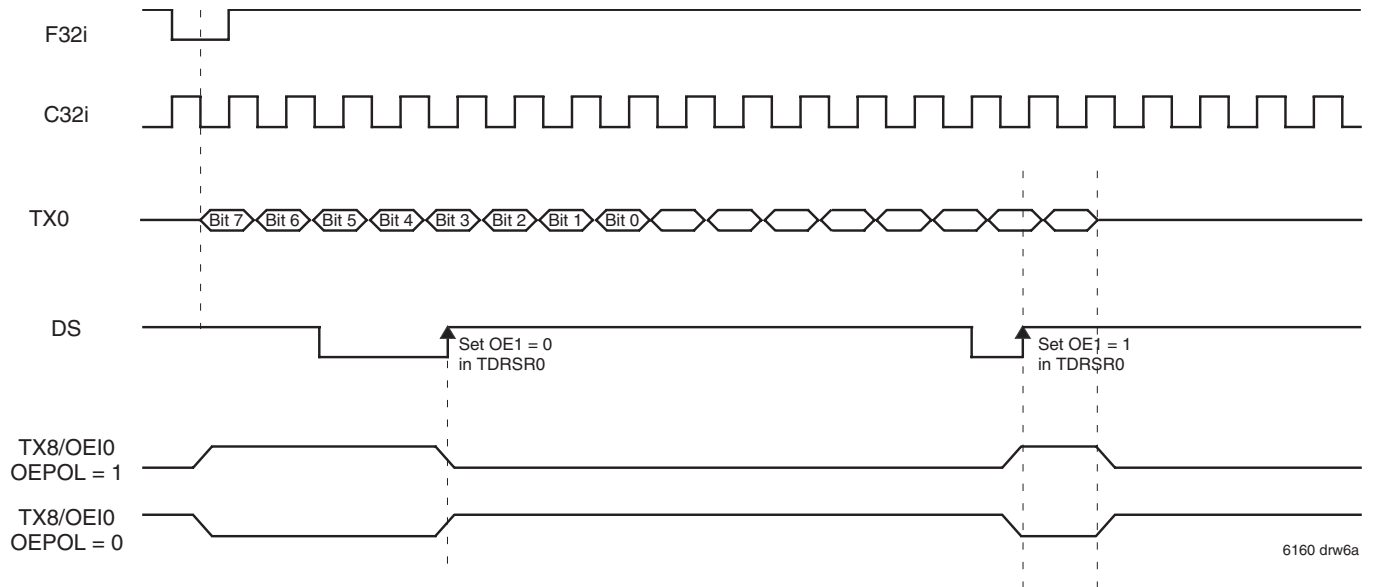 F32i
C32i
TX0
Bit 7 Bit 6 Bit 5 Bit 4 Bit 3 Bit 2 Bit 1 Bit 0
DS
Set OE1 = 0
in TDRSR0
Set OE1 = 1
in TDRSR0
TX8/OEI0
OEPOL = 1
TX8/OEI0
OEPOL = 0
6160 drw6a